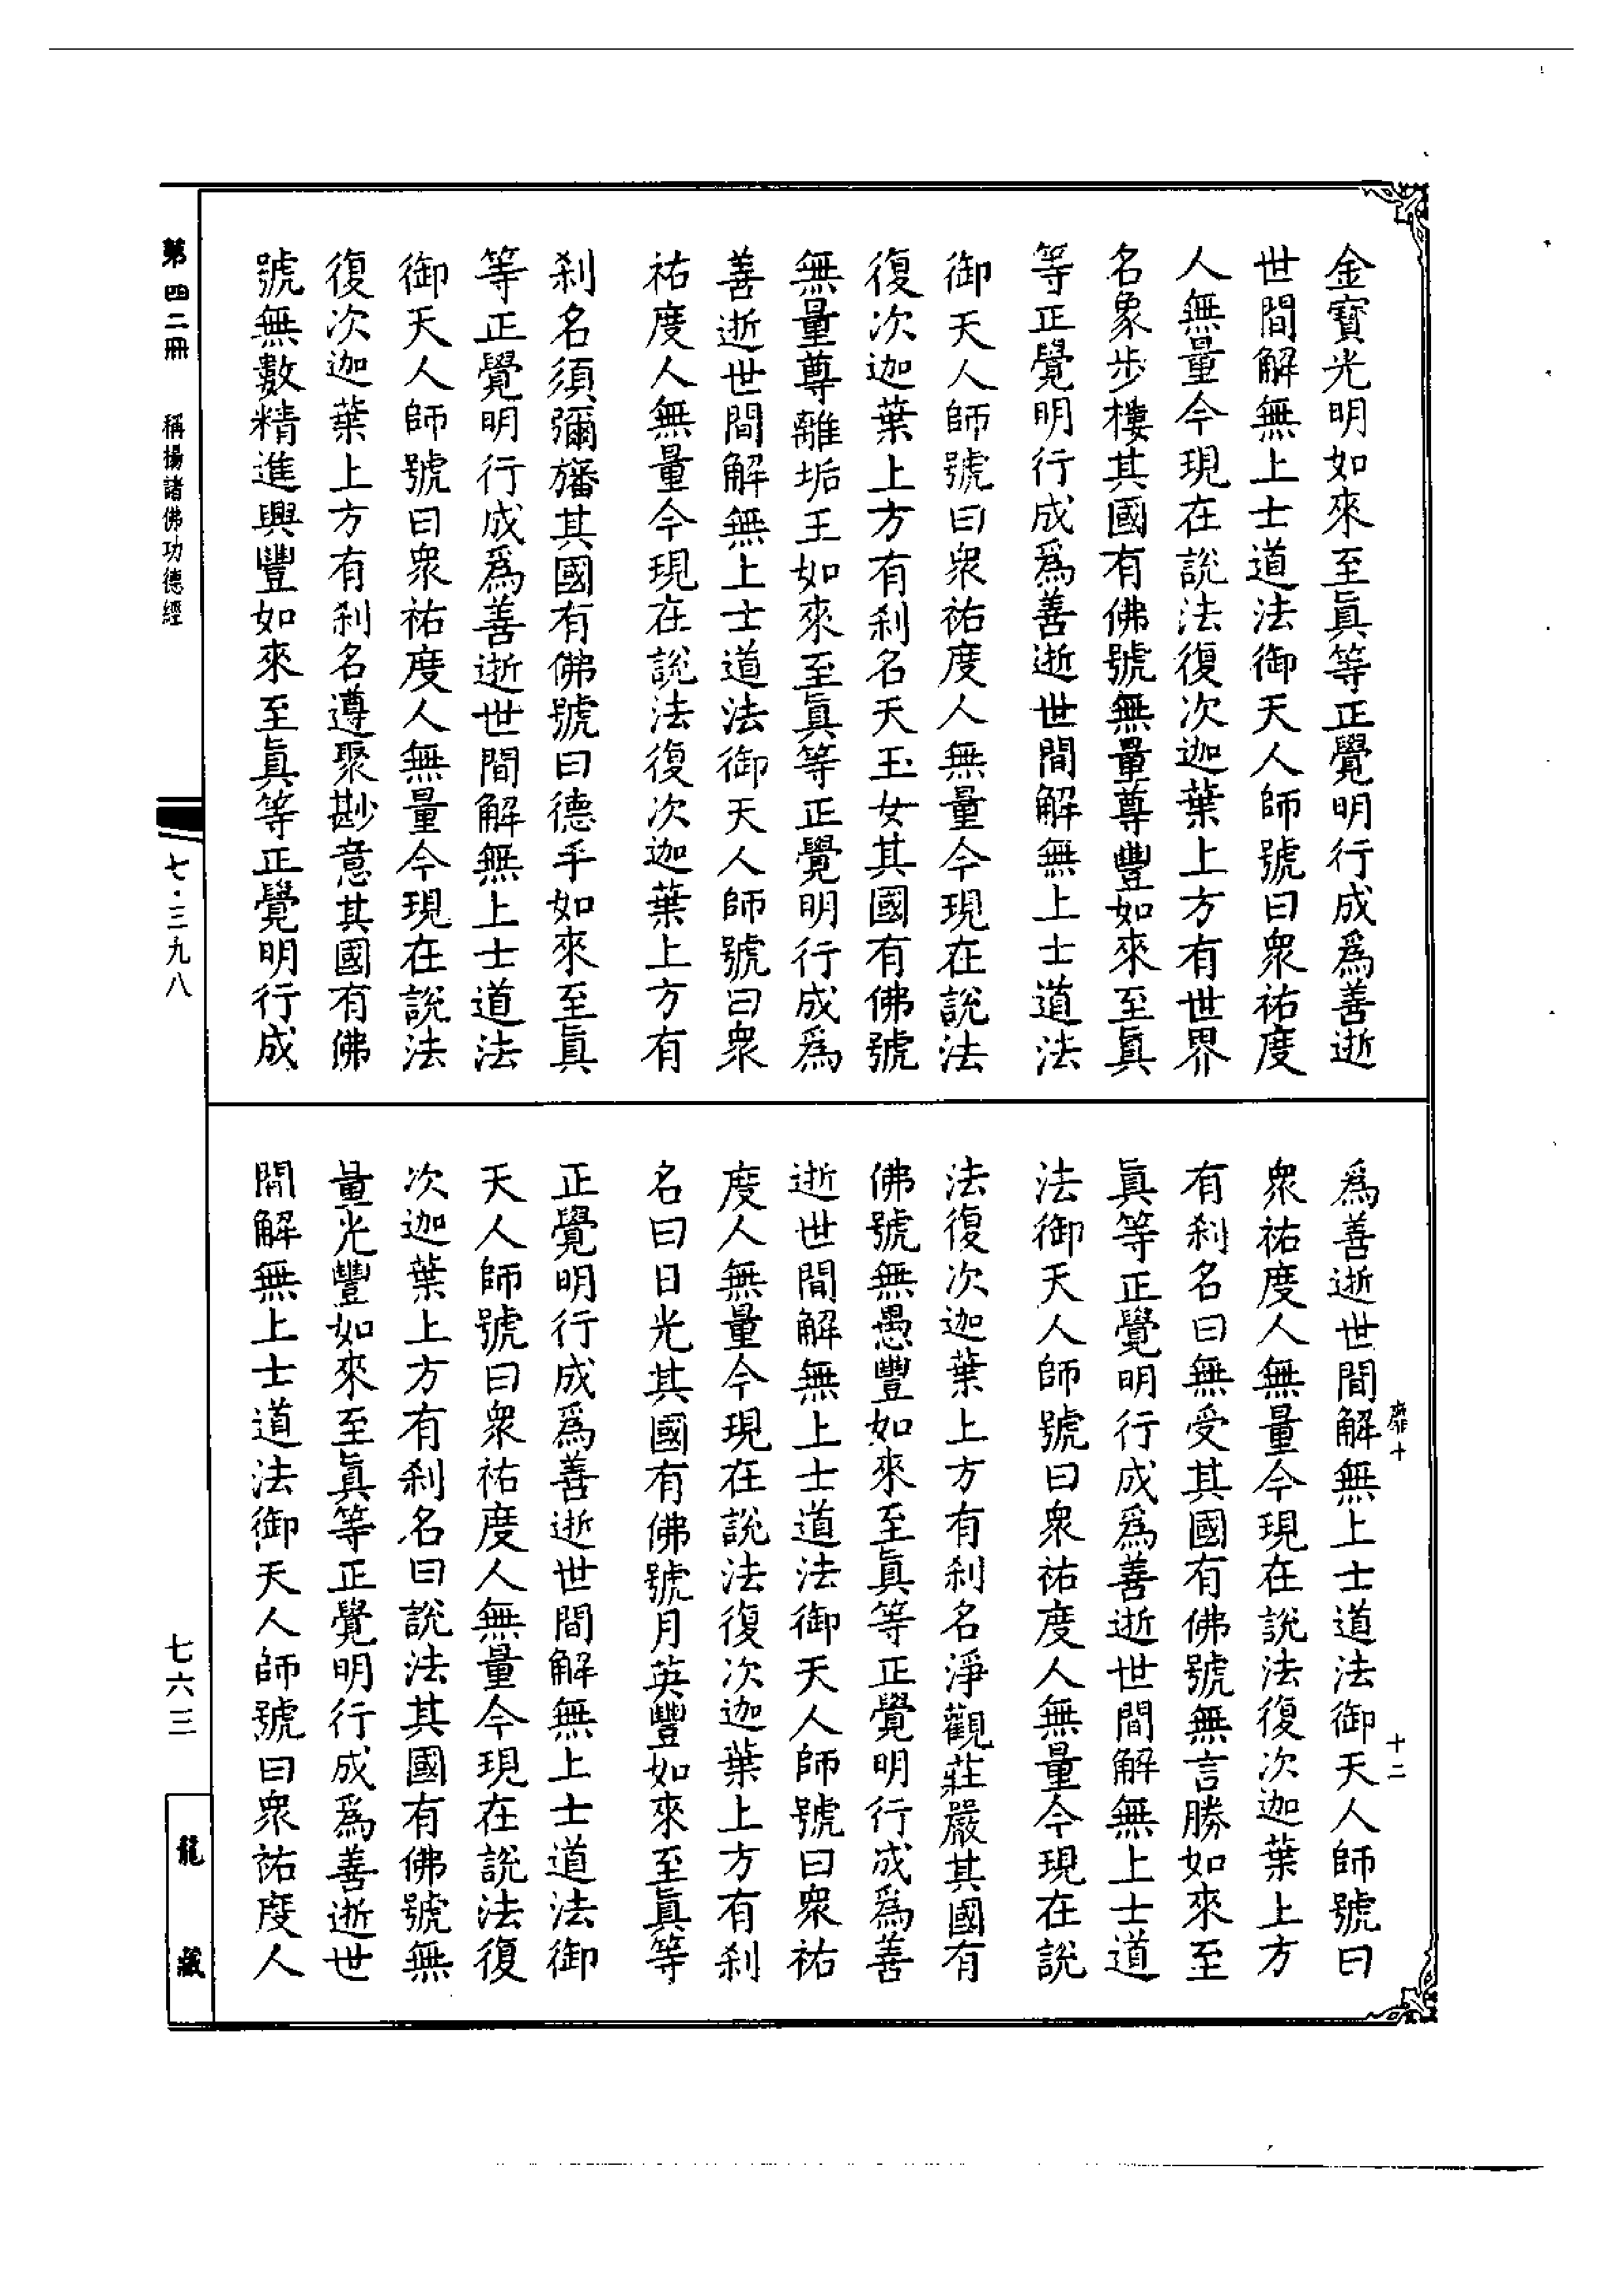 金寶光明如來至眞等正覺明行成爲善逝
世間解無上士道法御天人師號曰衆祐度
人無量今現在說法復次迦葉上方有世界
名象步樓其國有佛號無量尊豐如來至眞
等正覺明行成爲善逝世間解無上士道法
御天人師號曰衆祐度人無量今現在說法
復次迦葉上方有刹名天玉女其國有佛號
無量尊離垢王如來至眞等正覺明行成爲
善逝世間解無上士道法御天人師號曰衆
祐度人無量今現在說法復次迦葉上方有
刹名須彌旛其國有佛號曰德手如來至眞
等正覺明行成爲善逝世間解無上士道法
御天人師號曰衆祐度人無量今現在說法
復次迦葉上方有刹名遵聚尠意其國有佛
號無數精進興豐如來至眞等正覺明行成
爲善逝世間解無上士道法御天人師號曰
衆祐度人無量今現在說法復次迦葉上方
有刹名曰無受其國有佛號無言勝如來至
眞等正覺明行成爲善逝世間解無上士道
法御天人師號曰衆祐度人無量今現在說
法復次迦葉上方有刹名淨觀莊嚴其國有
佛號無愚豐如來至眞等正覺明行成爲善
逝世間解無上士道法御天人師號曰衆祐
度人無量今現在說法復次迦葉上方有刹
名曰日光其國有佛號月英豐如來至眞等
正覺明行成爲善逝世間解無上士道法御
天人師號曰衆祐度人無量今現在說法復
次迦葉上方有刹名曰說法其國有佛號無
量光豐如來至眞等正覺明行成爲善逝世
間解無上士道法御天人師號曰衆祐度人
靡十 十二
第四二冊 稱揚諸佛功德經 七·三九八 七六三 龍藏